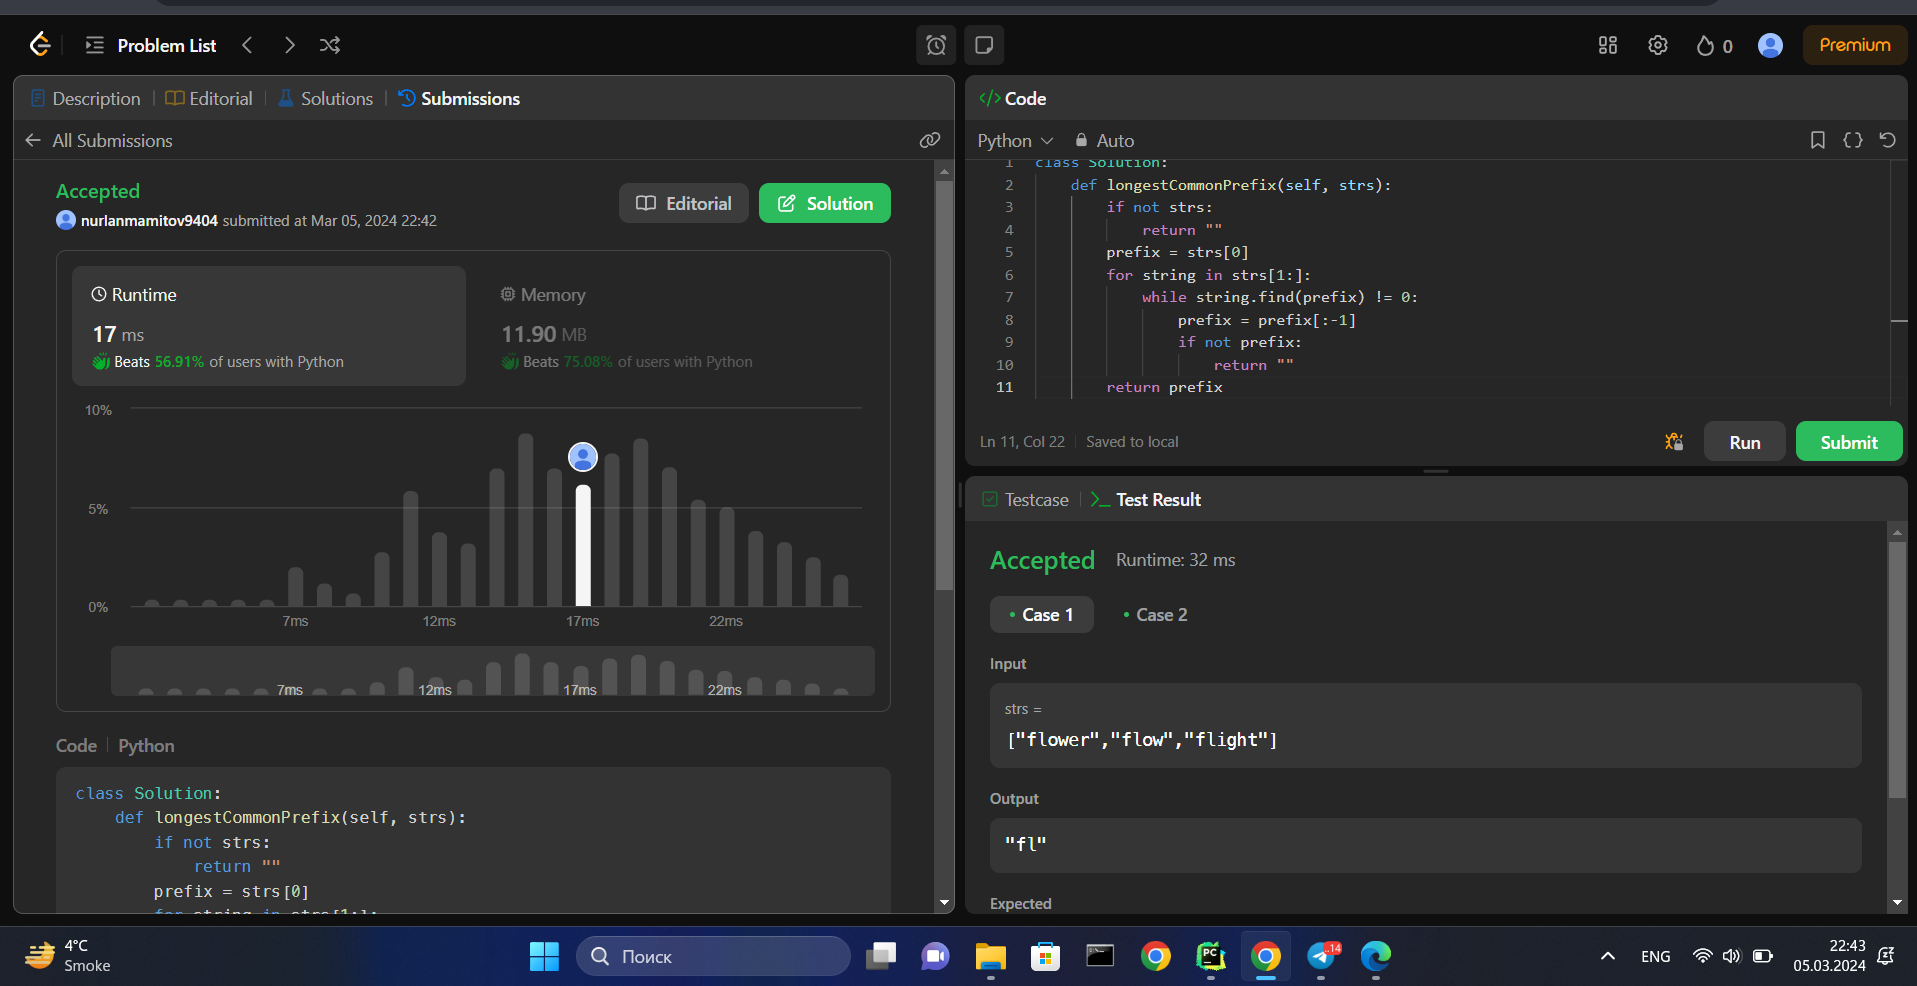 Problem List
0
Premium
Description
Editorial
Solutions
Submissions
All Submissions
Accepted
nurlanmamitov9404 submitted at Mar 05, 2024 22:42
Editorial
Solution
Runtime
17 ms
Beats 56.91% of users with Python
Memory
11.90 MB
Beats 75.08% of users with Python
10%
5%
0%
7ms
12ms
17ms
22ms
7ms
12ms
17ms
22ms
Code
Python
class Solution:
    def longestCommonPrefix(self, strs):
        if not strs:
            return ""
        prefix = strs[0]
        for string in strs[1:]:
Code
Python
Auto
1 class Solution:
2     def longestCommonPrefix(self, strs):
3         if not strs:
4             return ""
5         prefix = strs[0]
6         for string in strs[1:]:
7             while string.find(prefix) != 0:
8                 prefix = prefix[:-1]
9                 if not prefix:
10                     return ""
11         return prefix
Ln 11, Col 22
Saved to local
Run
Submit
Testcase
Test Result
Accepted
Runtime: 32 ms
Case 1
Case 2
Input
strs =
["flower","flow","flight"]
Output
"fl"
Expected
4°C
Smoke
Поиск
PC
14
ENG
22:43
05.03.2024